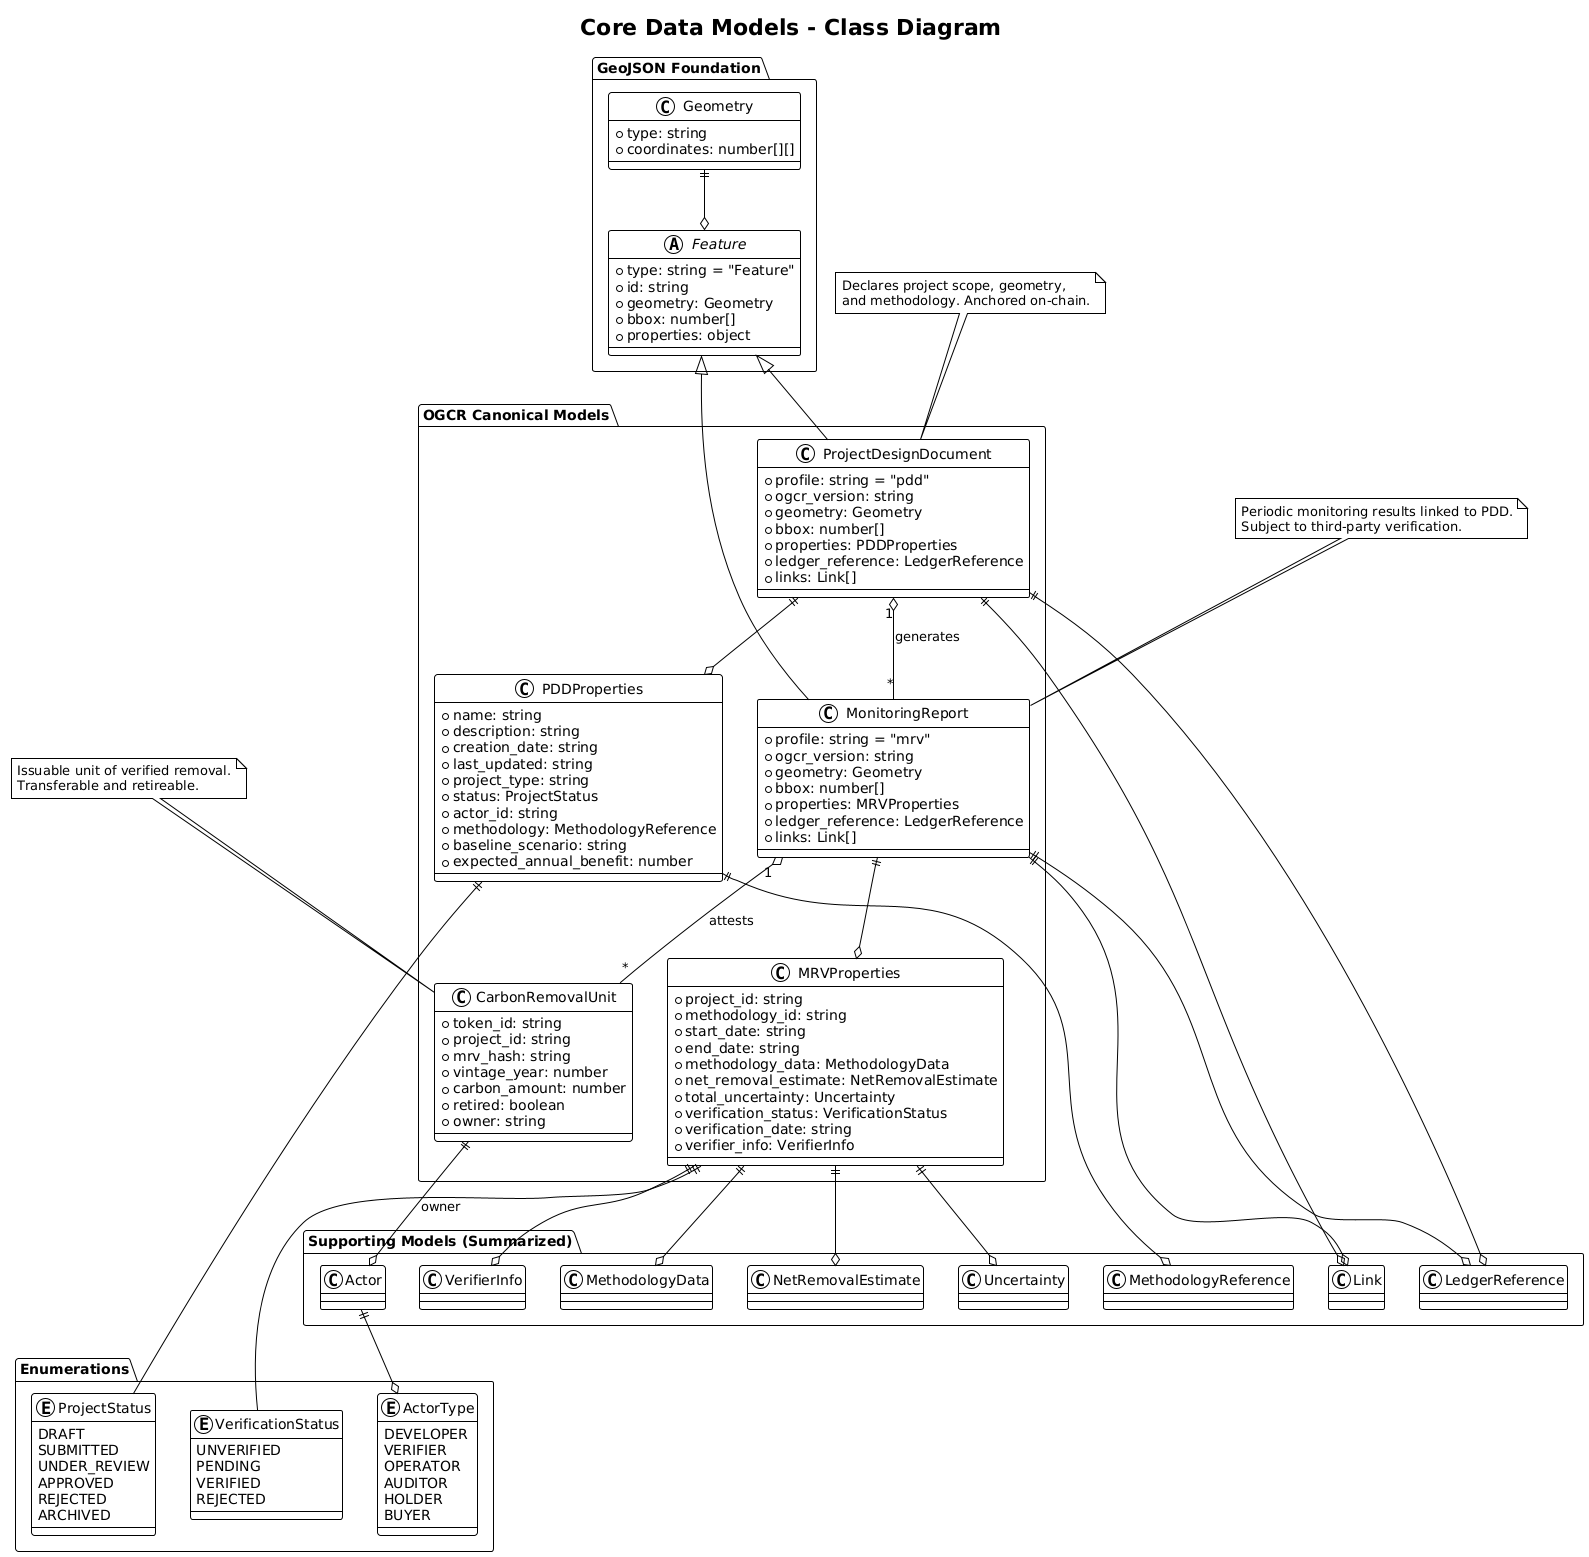 Core Data Models - Class Diagram
GeoJSON Foundation
C Geometry
type: string
coordinates: number[][]
A Feature
type: string = "Feature"
id: string
geometry: Geometry
bbox: number[]
properties: object
Declares project scope, geometry,
and methodology. Anchored on-chain.
OGCR Canonical Models
C ProjectDesignDocument
profile: string = "pdd"
ogcr_version: string
geometry: Geometry
bbox: number[]
properties: PDDProperties
ledger_reference: LedgerReference
links: Link[]
Periodic monitoring results linked to PDD.
Subject to third-party verification.
1
generates
*
C PDDProperties
name: string
description: string
creation_date: string
last_updated: string
project_type: string
status: ProjectStatus
actor_id: string
methodology: MethodologyReference
baseline_scenario: string
expected_annual_benefit: number
C MonitoringReport
profile: string = "mrv"
ogcr_version: string
geometry: Geometry
bbox: number[]
properties: MRVProperties
ledger_reference: LedgerReference
links: Link[]
Issuable unit of verified removal.
Transferable and retireable.
1
attests
*
C CarbonRemovalUnit
token_id: string
project_id: string
mrv_hash: string
vintage_year: number
carbon_amount: number
retired: boolean
owner: string
C MRVProperties
project_id: string
methodology_id: string
start_date: string
end_date: string
methodology_data: MethodologyData
net_removal_estimate: NetRemovalEstimate
total_uncertainty: Uncertainty
verification_status: VerificationStatus
verification_date: string
verifier_info: VerifierInfo
owner
Supporting Models (Summarized)
C Actor
C VerifierInfo
C MethodologyData
C NetRemovalEstimate
C Uncertainty
C MethodologyReference
C Link
C LedgerReference
Enumerations
E ProjectStatus
DRAFT
SUBMITTED
UNDER_REVIEW
APPROVED
REJECTED
ARCHIVED
E VerificationStatus
UNVERIFIED
PENDING
VERIFIED
REJECTED
E ActorType
DEVELOPER
VERIFIER
OPERATOR
AUDITOR
HOLDER
BUYER